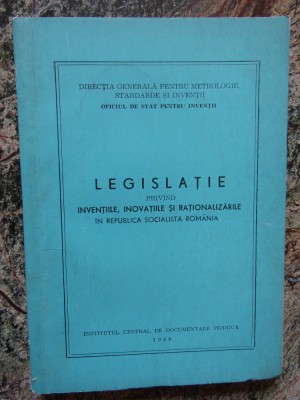 DIRECȚIA GENERALĂ PENTRU METROLOGIE,
STANDARDE ȘI INVENȚII
OFICIUL DE STAT PENTRU INVENȚII
LEGISLAȚIE
PRIVIND
INVENȚIILE, INOVAȚIILE ȘI RAȚIONALIZĂRILE
ÎN REPUBLICA SOCIALISTA ROMÂNIA
INSTITUTUL CENTRAL DE DOCUMENTARE TEHNICĂ